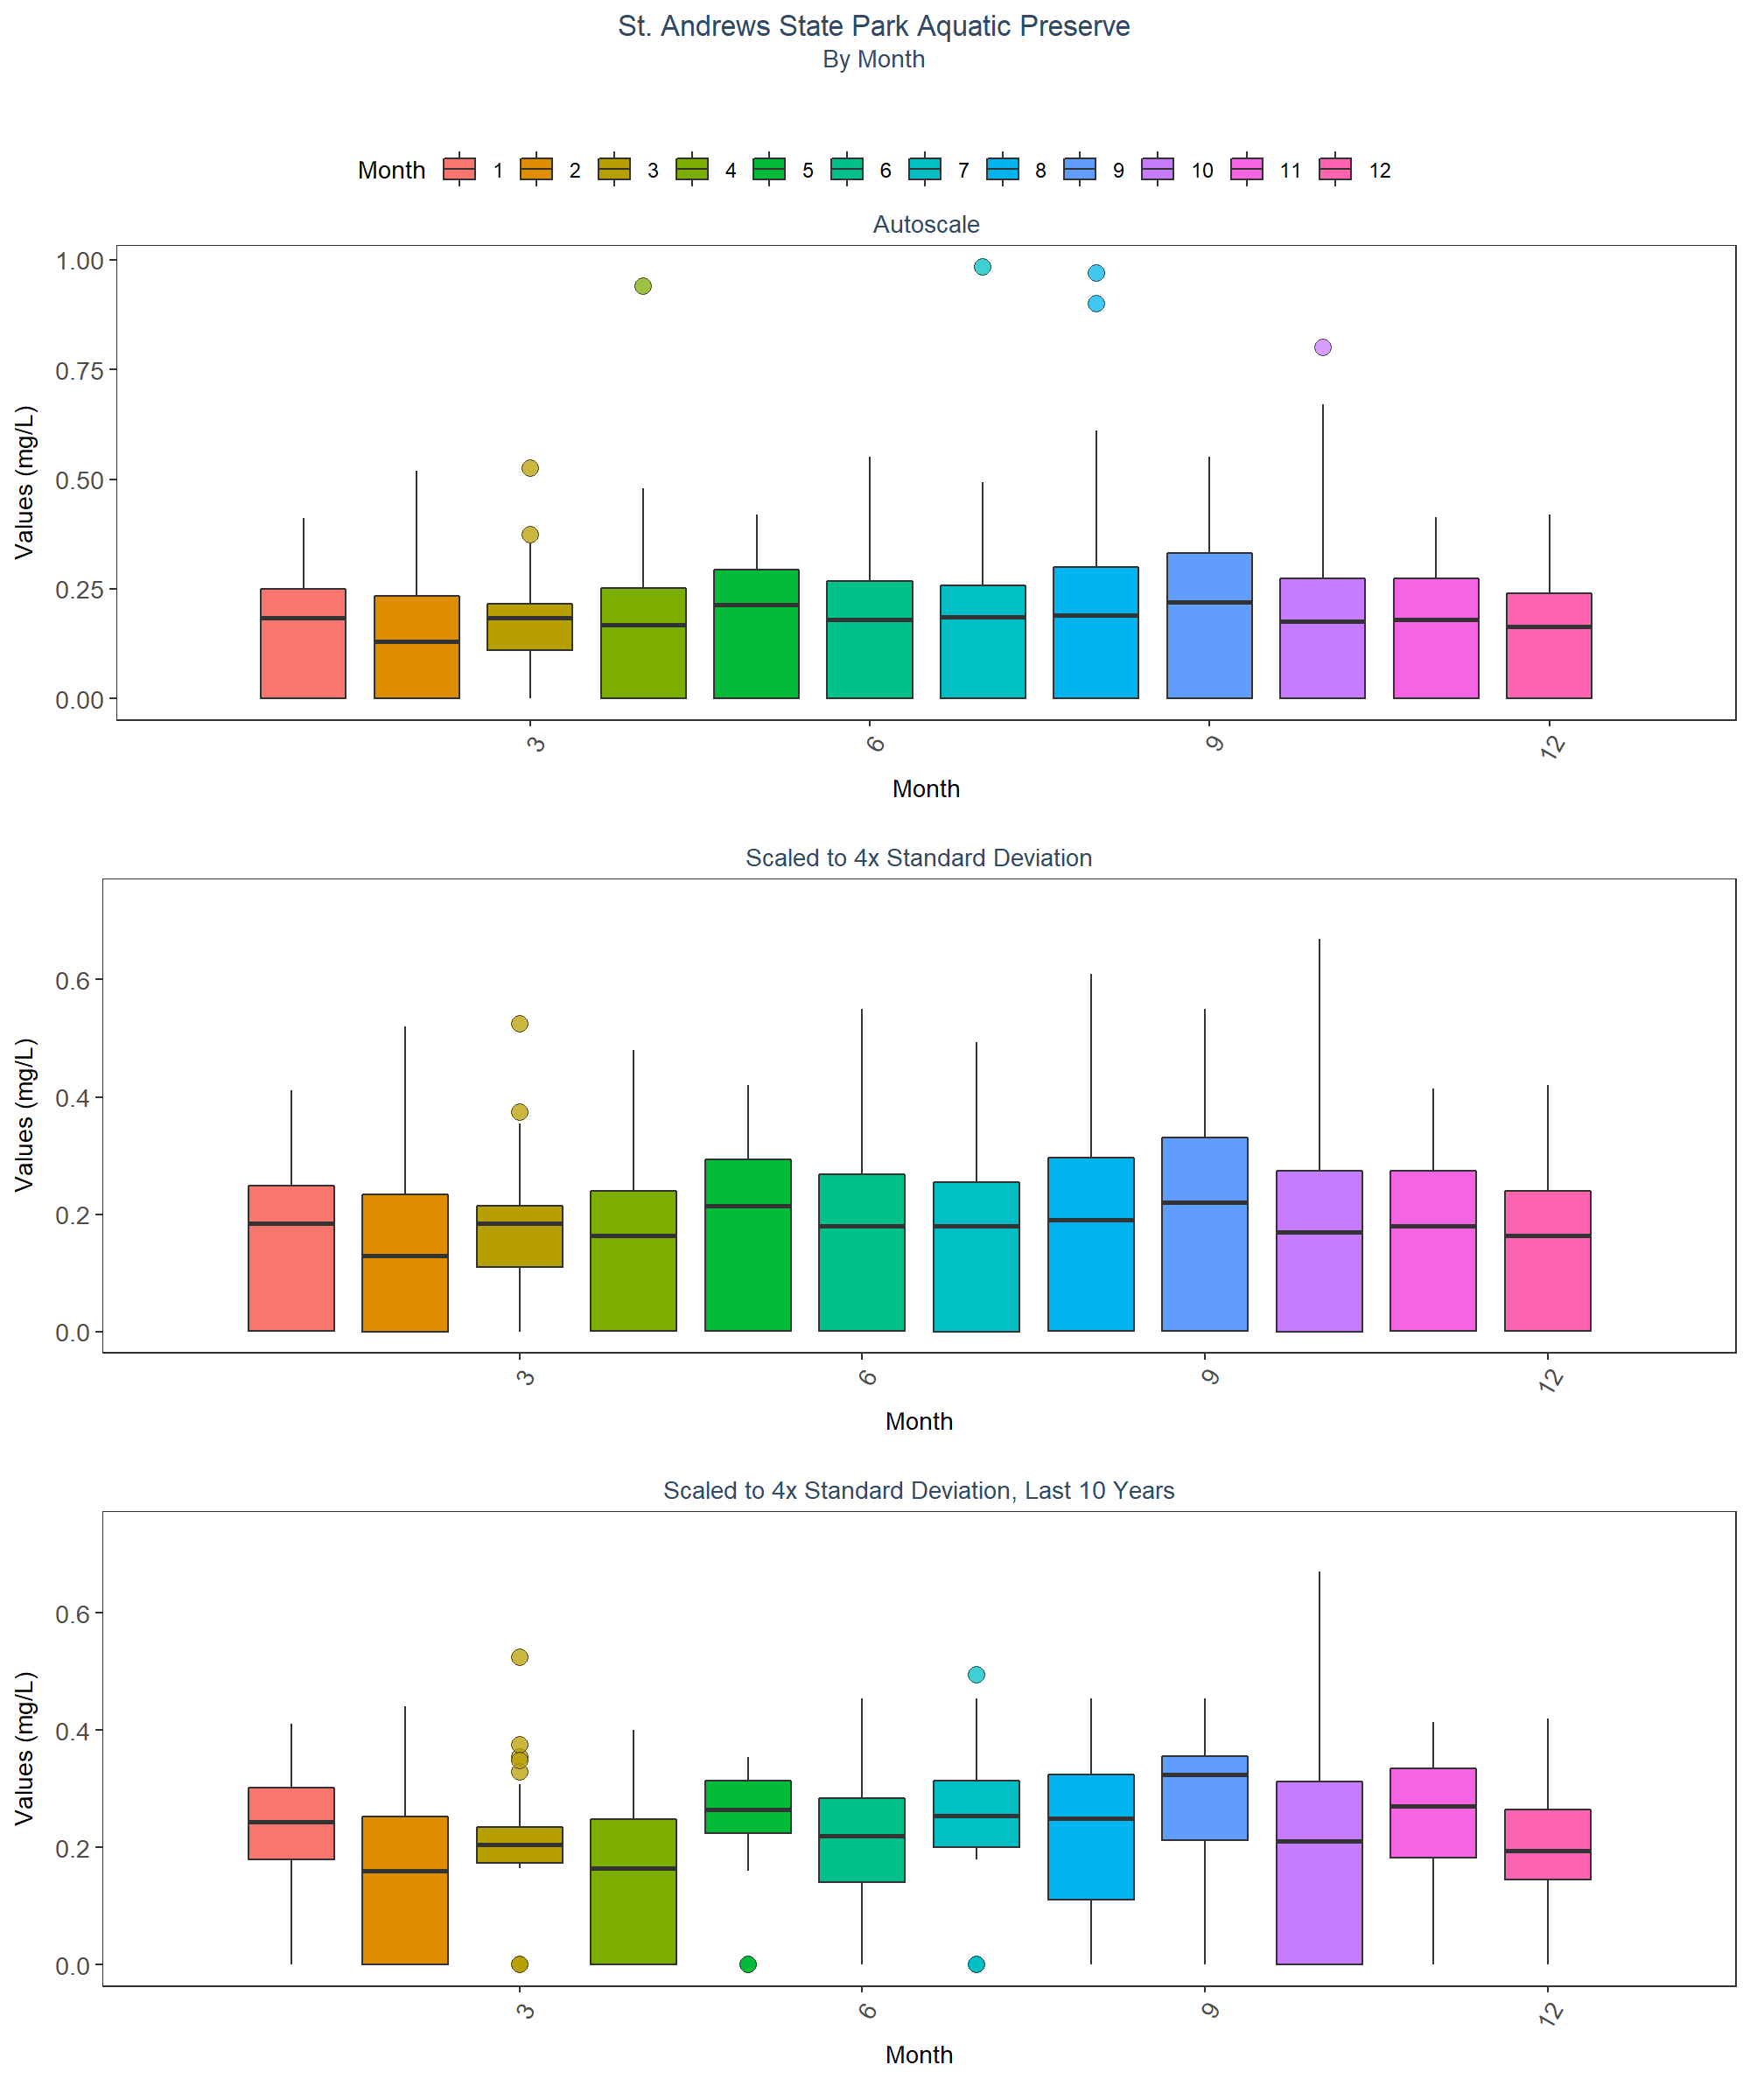 St. Andrews State Park Aquatic Preserve
By Month
Month 1 2 3 4 5 6 7 8 9 10 11 12
Autoscale
Values (mg/L)
1.00
0.75
0.50
0.25
0.00
3 6 9 12
Month
Scaled to 4x Standard Deviation
Values (mg/L)
0.6
0.4
0.2
0.0
3 6 9 12
Month
Scaled to 4x Standard Deviation, Last 10 Years
Values (mg/L)
0.6
0.4
0.2
0.0
3 6 9 12
Month